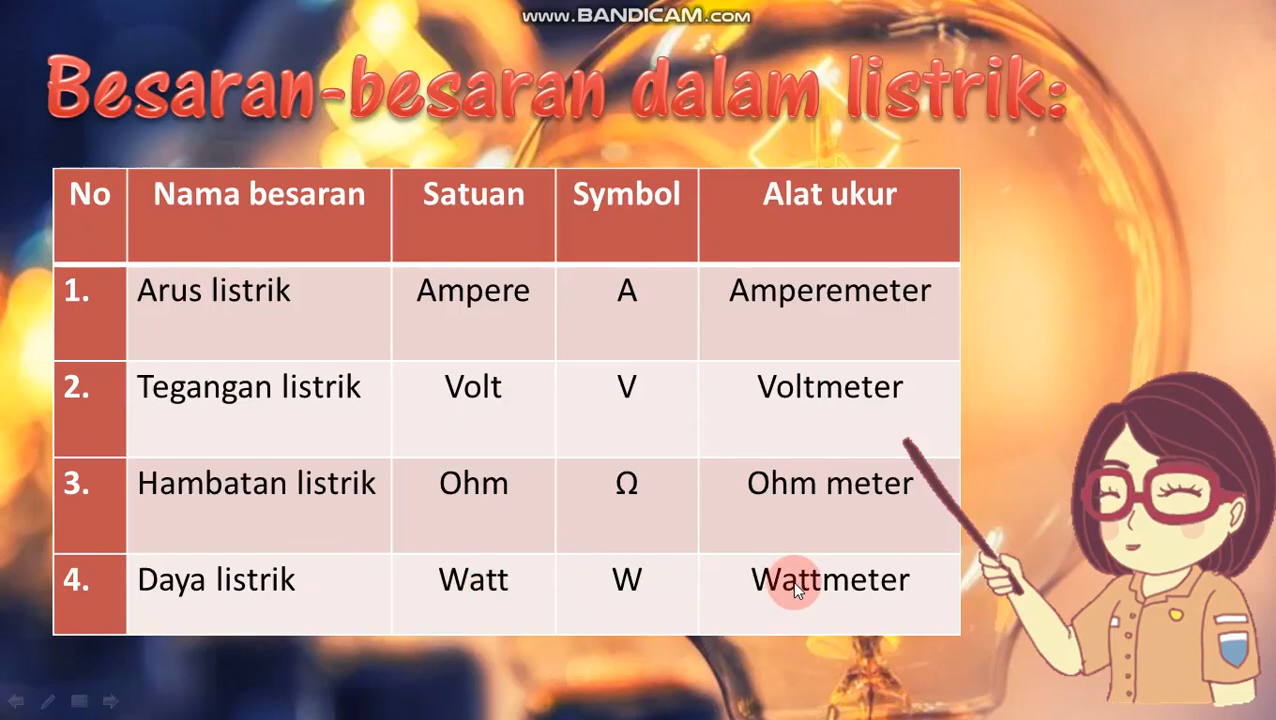 www.BANDICAM.com
Besaran-besaran dalam listrik:
No Nama besaran Satuan Symbol Alat ukur
1. Arus listrik Ampere A Amperemeter
2. Tegangan listrik Volt V Voltmeter
3. Hambatan listrik Ohm Ω Ohm meter
4. Daya listrik Watt W Wattmeter